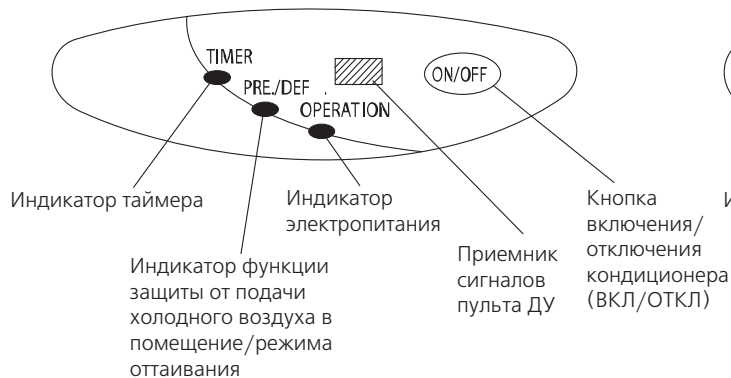 TIMER
PRE./DEF.
OPERATION
ON/OFF
Индикатор таймера
Индикатор функции
защиты от подачи
холодного воздуха в
помещение/режима
оттаивания
Индикатор
электропитания
Приемник
сигналов
пульта ДУ
Кнопка
включения/
отключения
кондиционера
(ВКЛ/ОТКЛ)